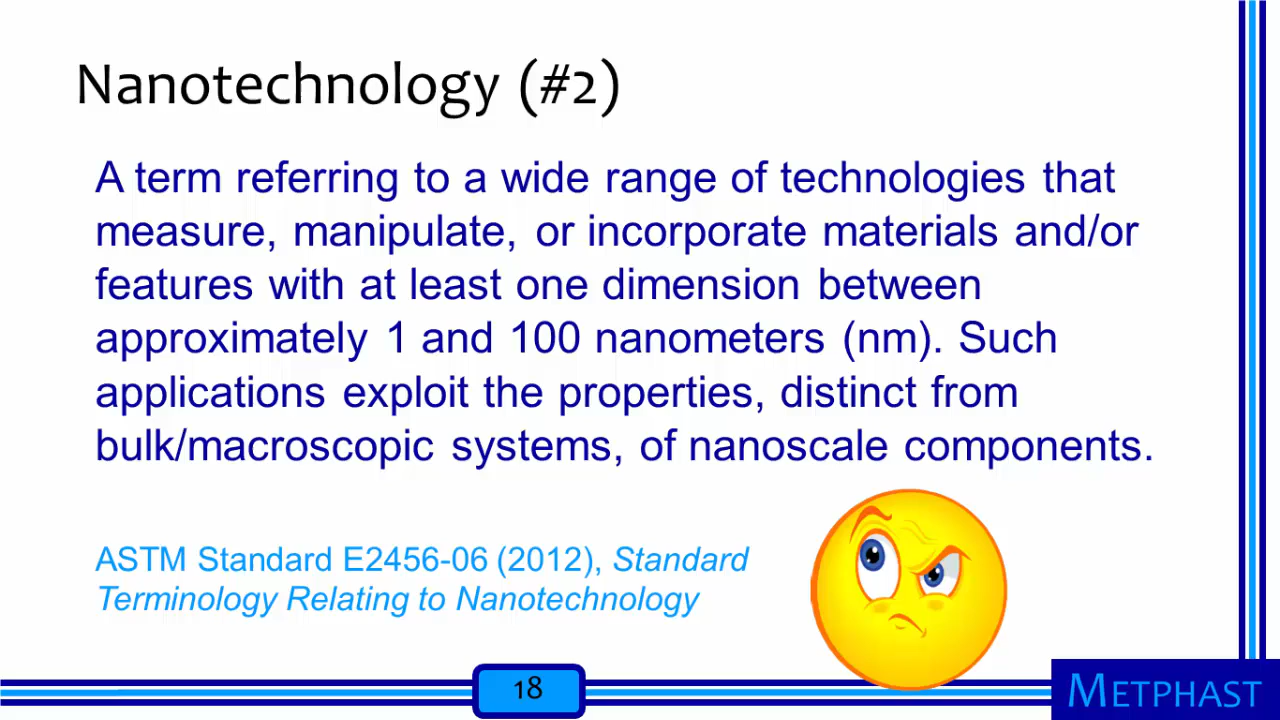 Nanotechnology (#2)
A term referring to a wide range of technologies that
measure, manipulate, or incorporate materials and/or
features with at least one dimension between
approximately 1 and 100 nanometers (nm). Such
applications exploit the properties, distinct from
bulk/macroscopic systems, of nanoscale components.
ASTM Standard E2456-06 (2012), Standard
Terminology Relating to Nanotechnology
18
METPHAST